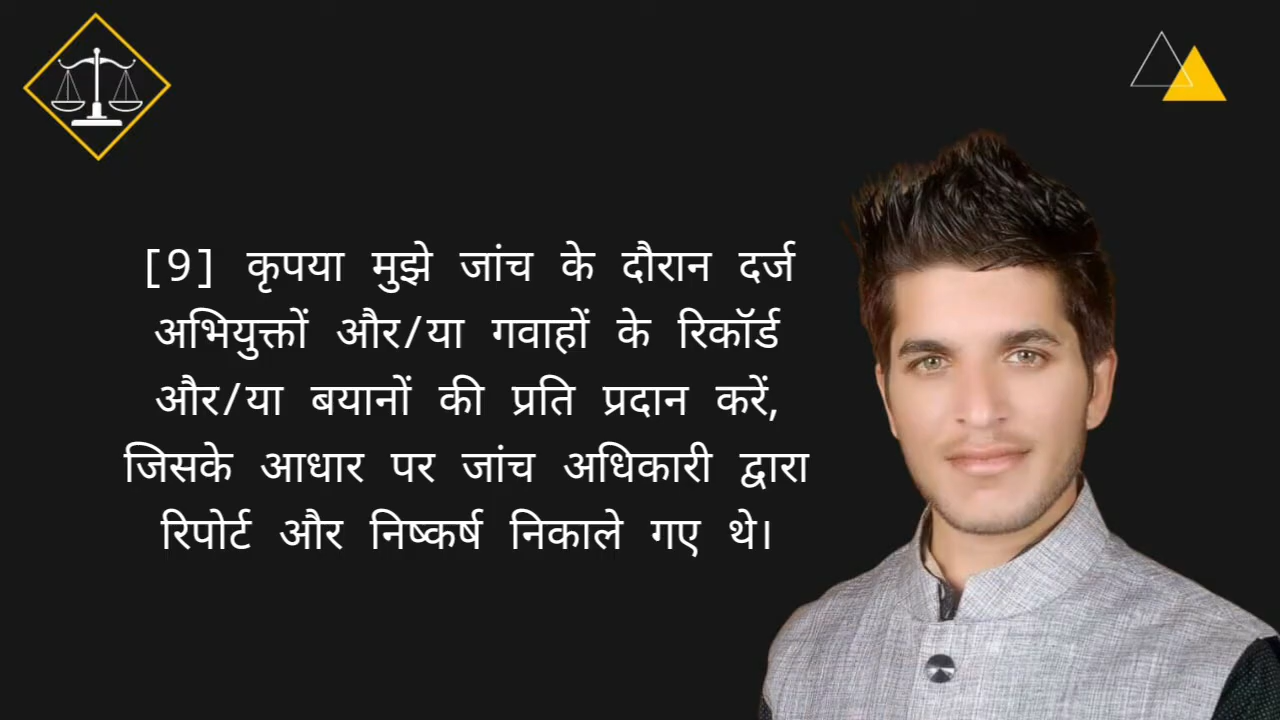 [9] कृपया मुझे जांच के दौरान दर्ज
अभियुक्तों और/या गवाहों के रिकॉर्ड
और/या बयानों की प्रति प्रदान करें,
जिसके आधार पर जांच अधिकारी द्वारा
रिपोर्ट और निष्कर्ष निकाले गए थे।